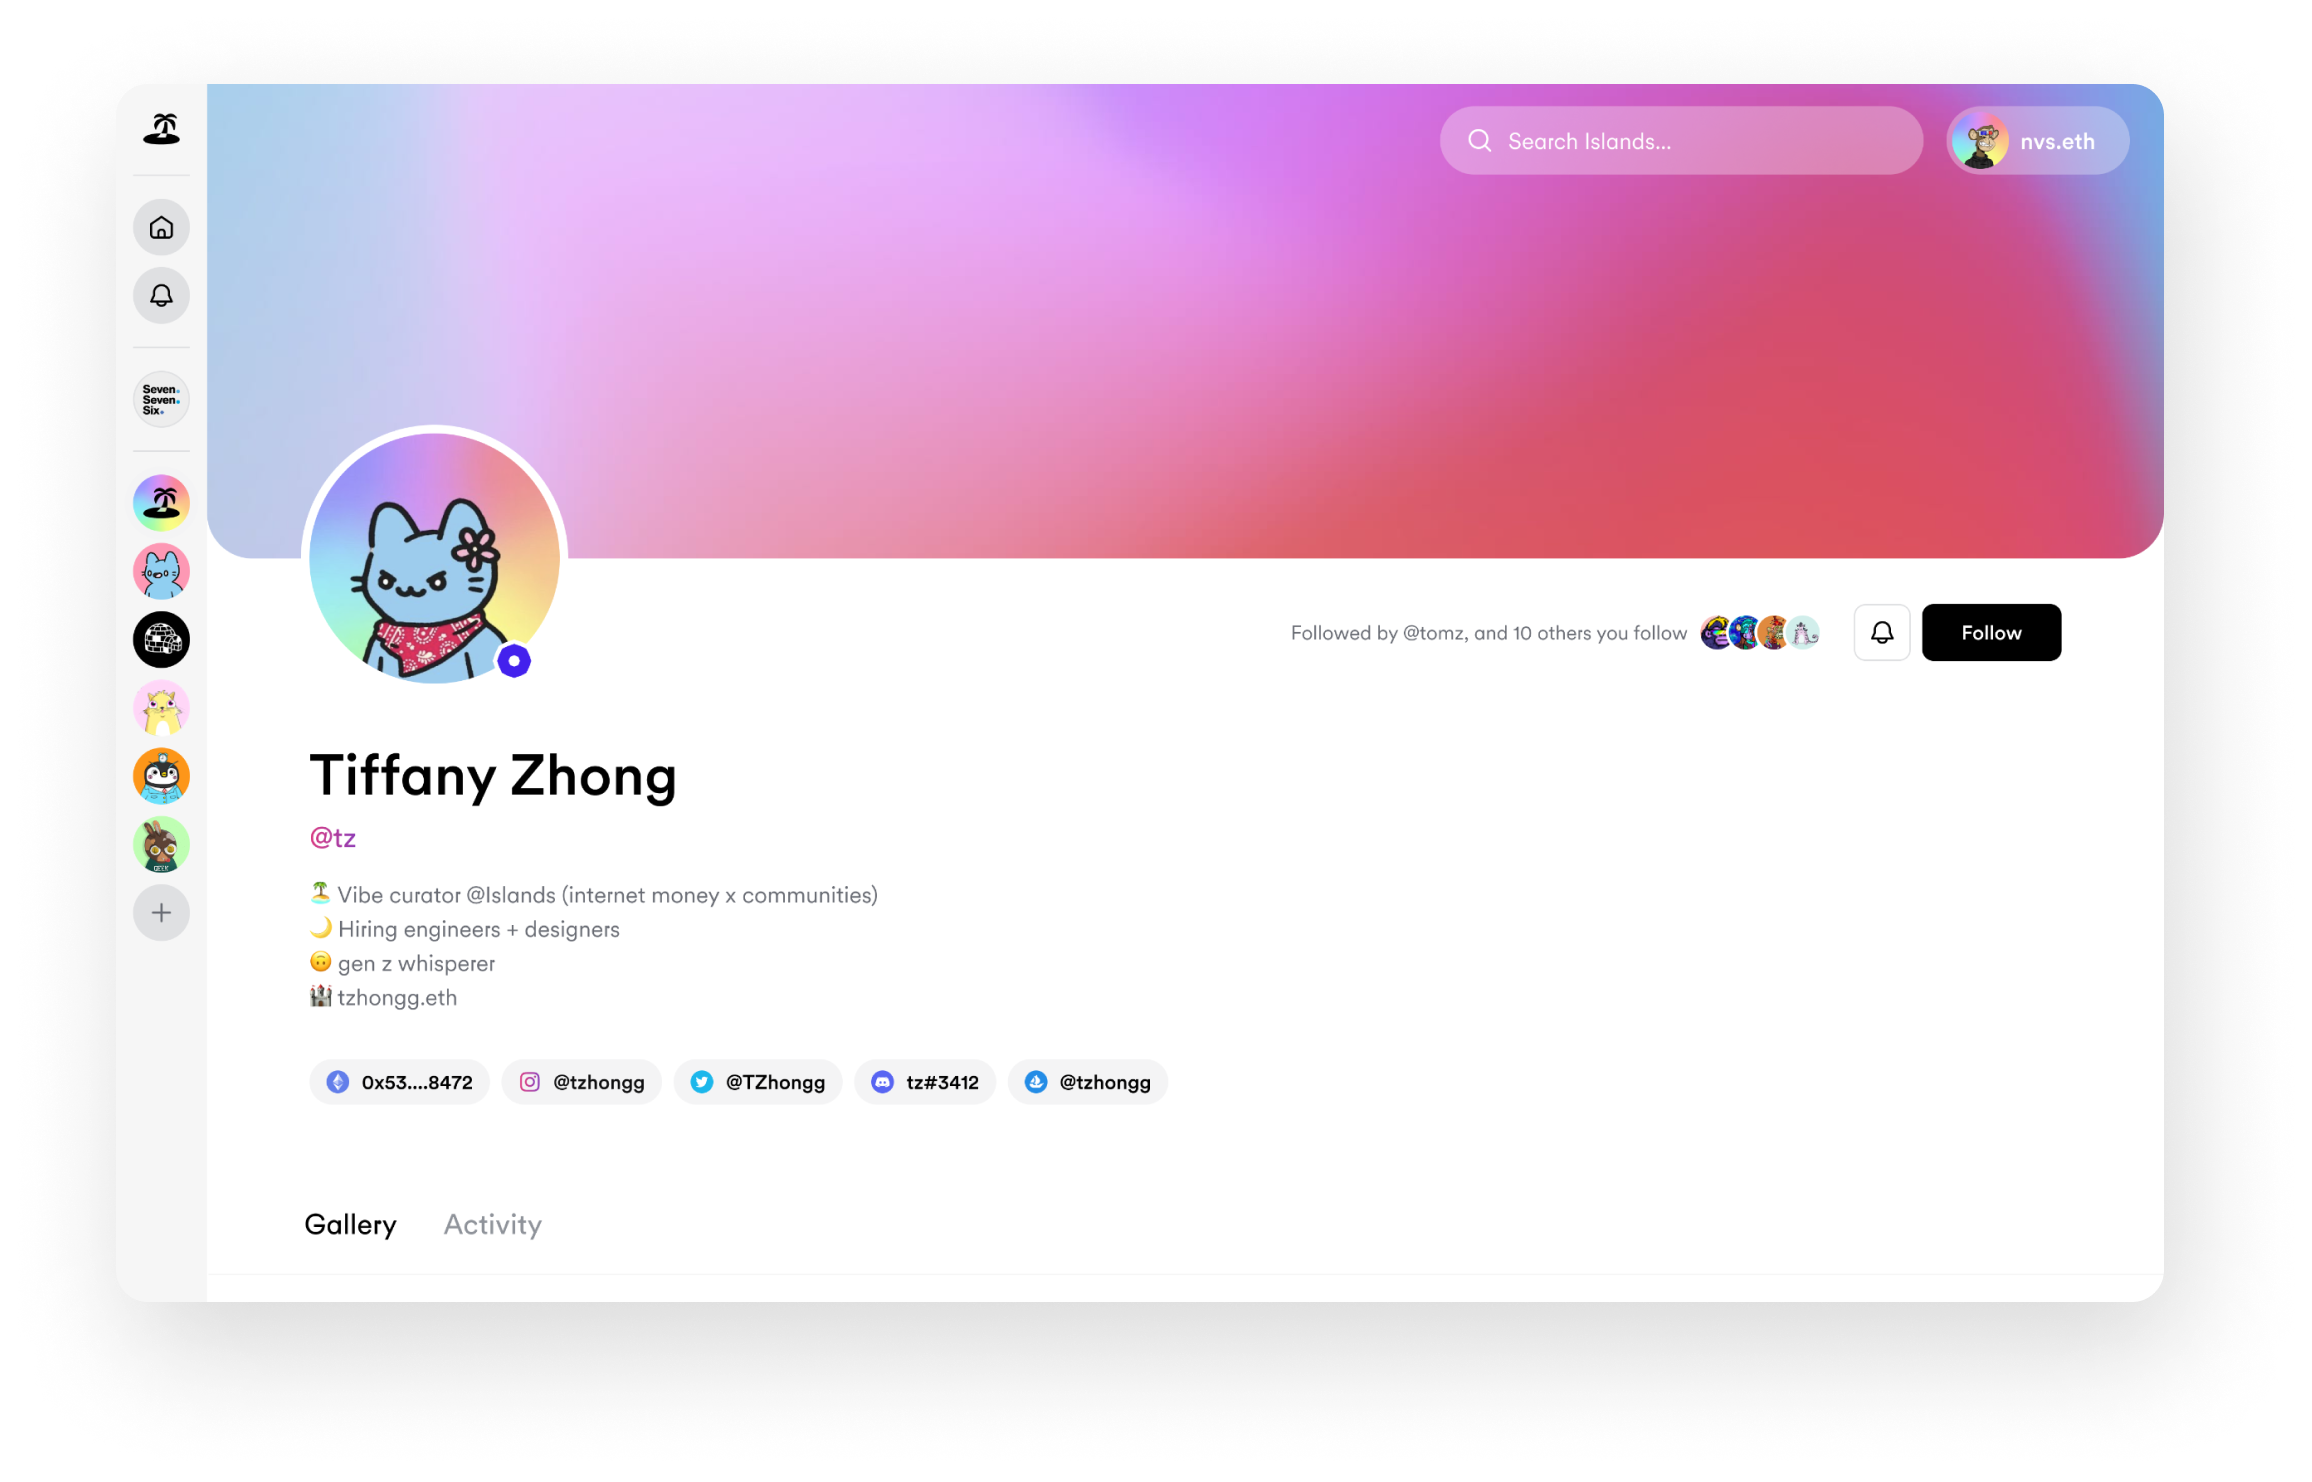 Search Islands...
nvs.eth
Seven.
Seven.
Six.
GEEK
Followed by @tomz, and 10 others you follow
Follow
Tiffany Zhong
@tz
🏝️ Vibe curator @Islands (internet money x communities)
🌙 Hiring engineers + designers
🙃 gen z whisperer
🏰 tzhongg.eth
0x53....8472
@tzhongg
@TZhongg
tz#3412
@tzhongg
Gallery
Activity